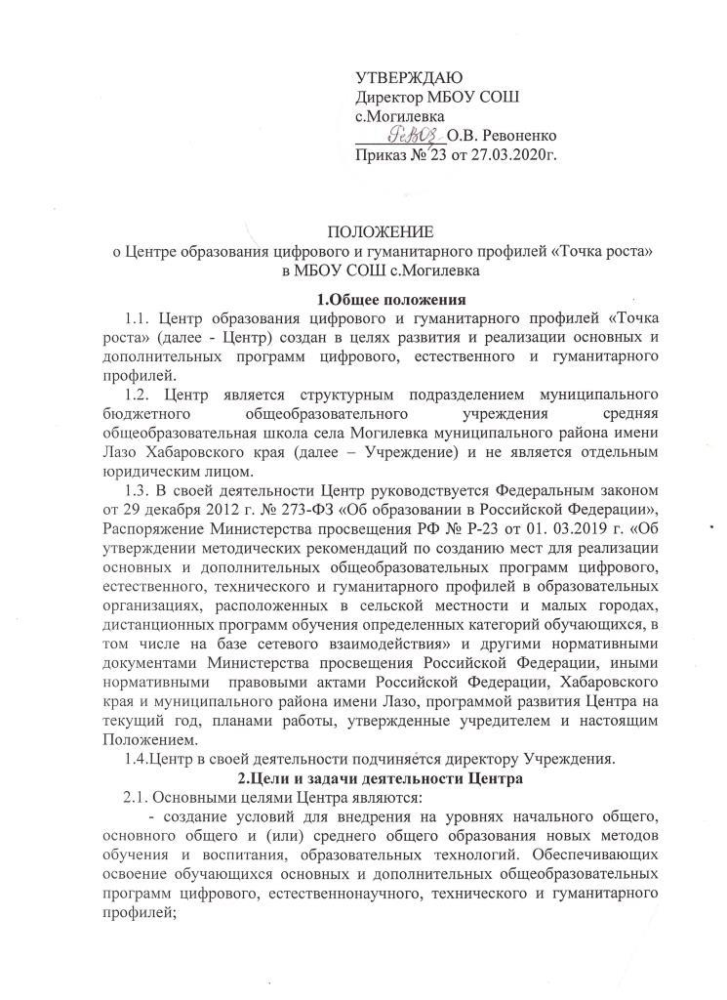 УТВЕРЖДАЮ
Директор МБОУ СОШ
с.Могилевка
О.В. Ревоненко
Приказ № 23 от 27.03.2020г.
ПОЛОЖЕНИЕ
о Центре образования цифрового и гуманитарного профилей «Точка роста»
в МБОУ СОШ с.Могилевка
1.Общее положения
1.1. Центр образования цифрового и гуманитарного профилей «Точка
роста» (далее - Центр) создан в целях развития и реализации основных и
дополнительных программ цифрового, естественного и гуманитарного
профилей.
1.2. Центр является структурным подразделением муниципального
бюджетного общеобразовательного учреждения средняя
общеобразовательная школа села Могилевка муниципального района имени
Лазо Хабаровского края (далее – Учреждение) и не является отдельным
юридическим лицом.
1.3. В своей деятельности Центр руководствуется Федеральным законом
от 29 декабря 2012 г. № 273-ФЗ «Об образовании в Российской Федерации»,
Распоряжение Министерства просвещения РФ № Р-23 от 01. 03.2019 г. «Об
утверждении методических рекомендаций по созданию мест для реализации
основных и дополнительных общеобразовательных программ цифрового,
естественного, технического и гуманитарного профилей в образовательных
организациях, расположенных в сельской местности и малых городах,
дистанционных программ обучения определенных категорий обучающихся, в
том числе на базе сетевого взаимодействия» и другими нормативными
документами Министерства просвещения Российской Федерации, иными
нормативными правовыми актами Российской Федерации, Хабаровского
края и муниципального района имени Лазо, программой развития Центра на
текущий год, планами работы, утвержденные учредителем и настоящим
Положением.
1.4.Центр в своей деятельности подчиняется директору Учреждения.
2.Цели и задачи деятельности Центра
2.1. Основными целями Центра являются:
- создание условий для внедрения на уровнях начального общего,
основного общего и (или) среднего общего образования новых методов
обучения и воспитания, образовательных технологий. Обеспечивающих
освоение обучающихся основных и дополнительных общеобразовательных
программ цифрового, естественнонаучного, технического и гуманитарного
профилей;